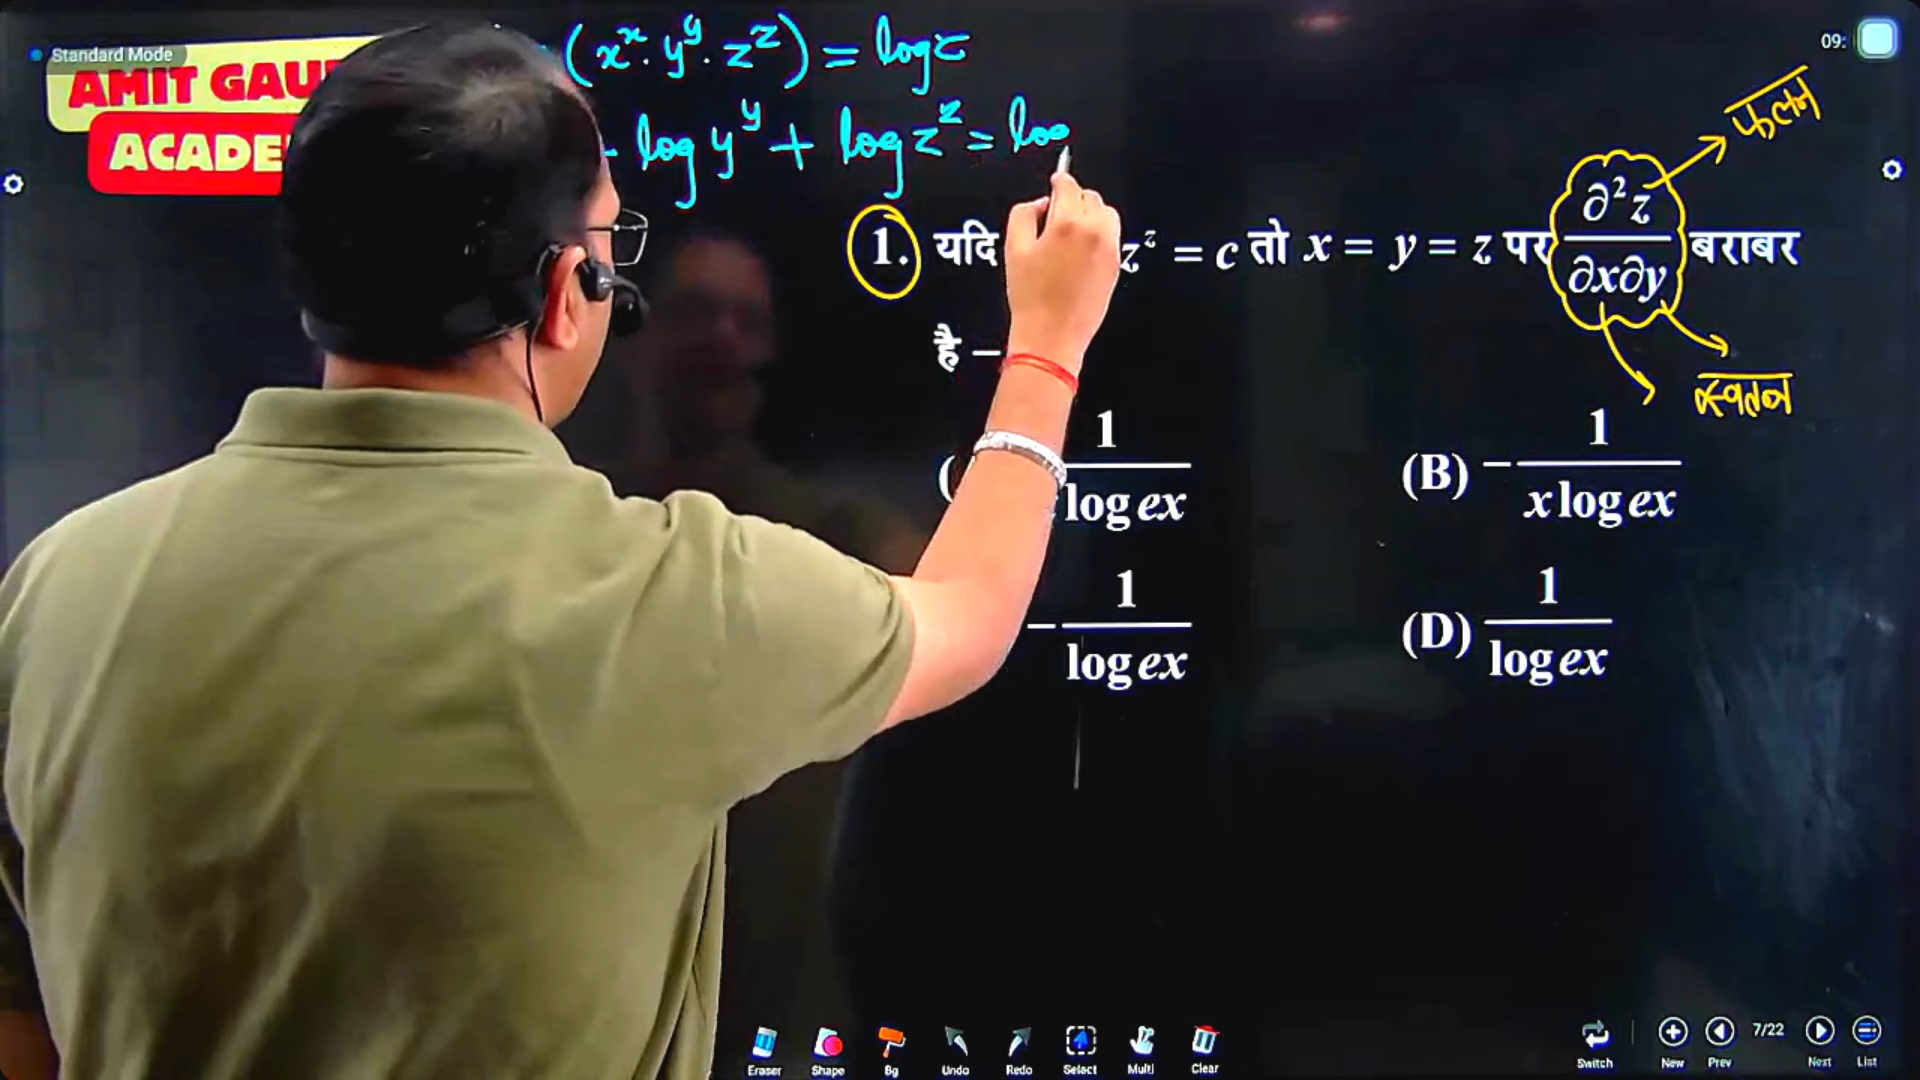 Standard Mode
09:
AMIT GAU
ACADE
(x^x . y^y . z^z) = log c
log y^y + log z^z = log
फलन
1. यदि z^z = c तो x = y = z पर ∂²z/∂x∂y बराबर
है –
स्वतन्त्र
1/log ex
(B) – 1/x log ex
– 1/log ex
(D) 1/log ex
Eraser Shape Bg Undo Redo Select Multi Clear
Switch New Prev 7/22 Next List